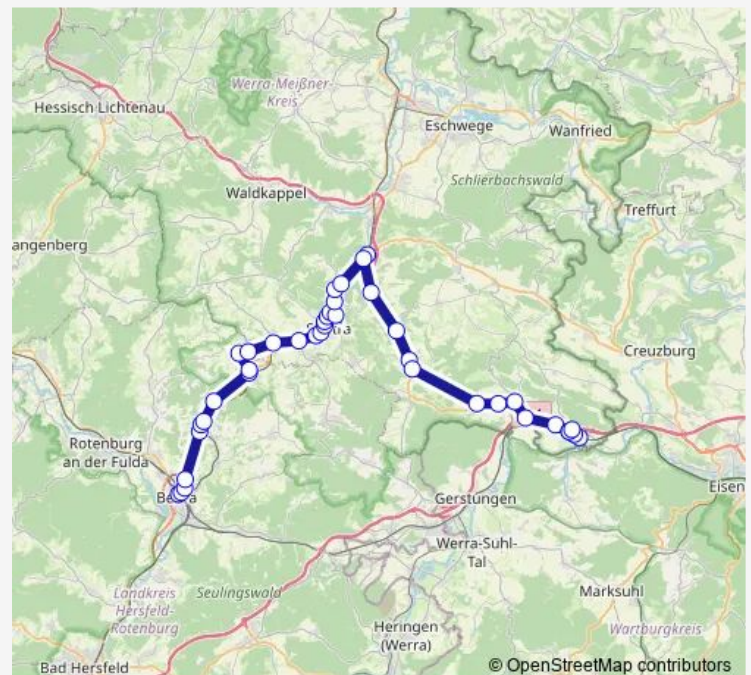 Werra-Meißner-
Kreis
Hessisch Lichtenau
Eschwege
Wanfried
Schlierbachswald
Waldkappel
Treffurt
angenberg
Creuzburg
Rotenburg
an der Fulda
Eisen
Gerstungen
Werra-Suhl-
Tal
Landkreis
Hersfeld-
Rotenburg
Seulingswald
Marksuhl
Heringen
(Werra)
Wartburgkreis
Bad Hersfeld
© OpenStreetMap contributors